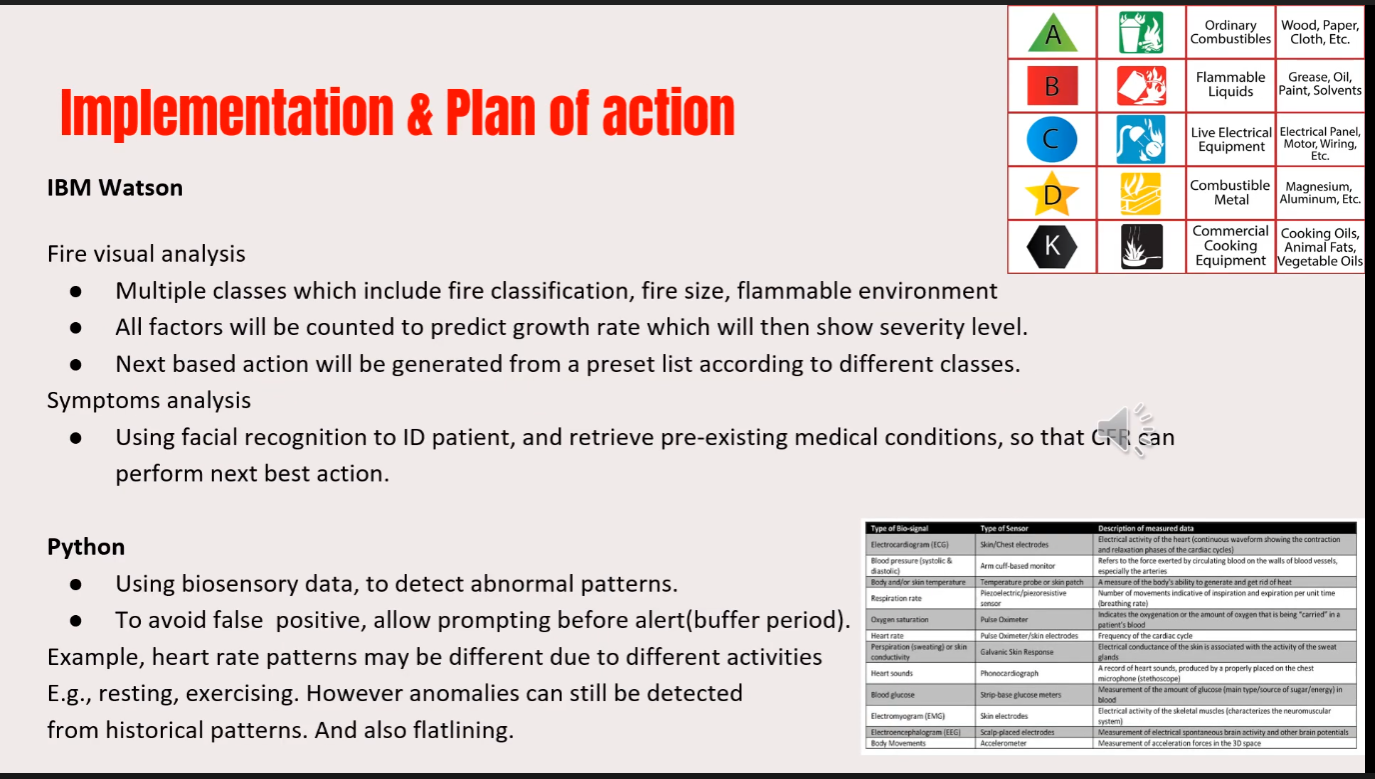 Implementation & Plan of action
IBM Watson
Fire visual analysis
● Multiple classes which include fire classification, fire size, flammable environment
● All factors will be counted to predict growth rate which will then show severity level.
● Next based action will be generated from a preset list according to different classes.
Symptoms analysis
● Using facial recognition to ID patient, and retrieve pre-existing medical conditions, so that CFR can
perform next best action.
Python
● Using biosensory data, to detect abnormal patterns.
● To avoid false  positive, allow prompting before alert(buffer period).
Example, heart rate patterns may be different due to different activities
E.g., resting, exercising. However anomalies can still be detected
from historical patterns. And also flatlining.
A
Ordinary
Combustibles
Wood, Paper,
Cloth, Etc.
B
Flammable
Liquids
Grease, Oil,
Paint, Solvents
C
Live Electrical
Equipment
Electrical Panel,
Motor, Wiring,
Etc.
D
Combustible
Metal
Magnesium,
Aluminum, Etc.
K
Commercial
Cooking
Equipment
Cooking Oils,
Animal Fats,
Vegetable Oils
Type of Bio-signal
Type of Sensor
Description of measured data
Electrocardiogram (ECG)
Skin/Chest electrodes
Electrical activity of the heart (continuous waveform showing the contraction
and relaxation phases of the cardiac cycles)
Blood pressure (systolic &
diastolic)
Arm cuff-based monitor
Refers to the force exerted by circulating blood on the walls of blood vessels,
especially the arteries
Body and/or skin temperature
Temperature probe or skin patch
A measure of the body's ability to generate and get rid of heat
Respiration rate
Piezoelectric/piezoresistive
sensor
Number of movements indicative of inspiration and expiration per unit time
(breathing rate)
Oxygen saturation
Pulse Oximeter
Indicates the oxygenation or the amount of oxygen that is being "carried" in a
patient's blood
Heart rate
Pulse Oximeter/skin electrodes
Frequency of the cardiac cycle
Perspiration (sweating) or skin
conductivity
Galvanic Skin Response
Electrical conductance of the skin is associated with the activity of the sweat
glands
Heart sounds
Phonocardiograph
A record of heart sounds, produced by a properly placed on the chest
microphone (stethoscope)
Blood glucose
Strip-base glucose meters
Measurement of the amount of glucose (main type/source of sugar/energy) in
blood
Electromyogram (EMG)
Skin electrodes
Electrical activity of the skeletal muscles (characterizes the neuromuscular
system)
Electroencephalogram (EEG)
Scalp-placed electrodes
Measurement of electrical spontaneous brain activity and other brain potentials
Body Movements
Accelerometer
Measurement of acceleration forces in the 3D space